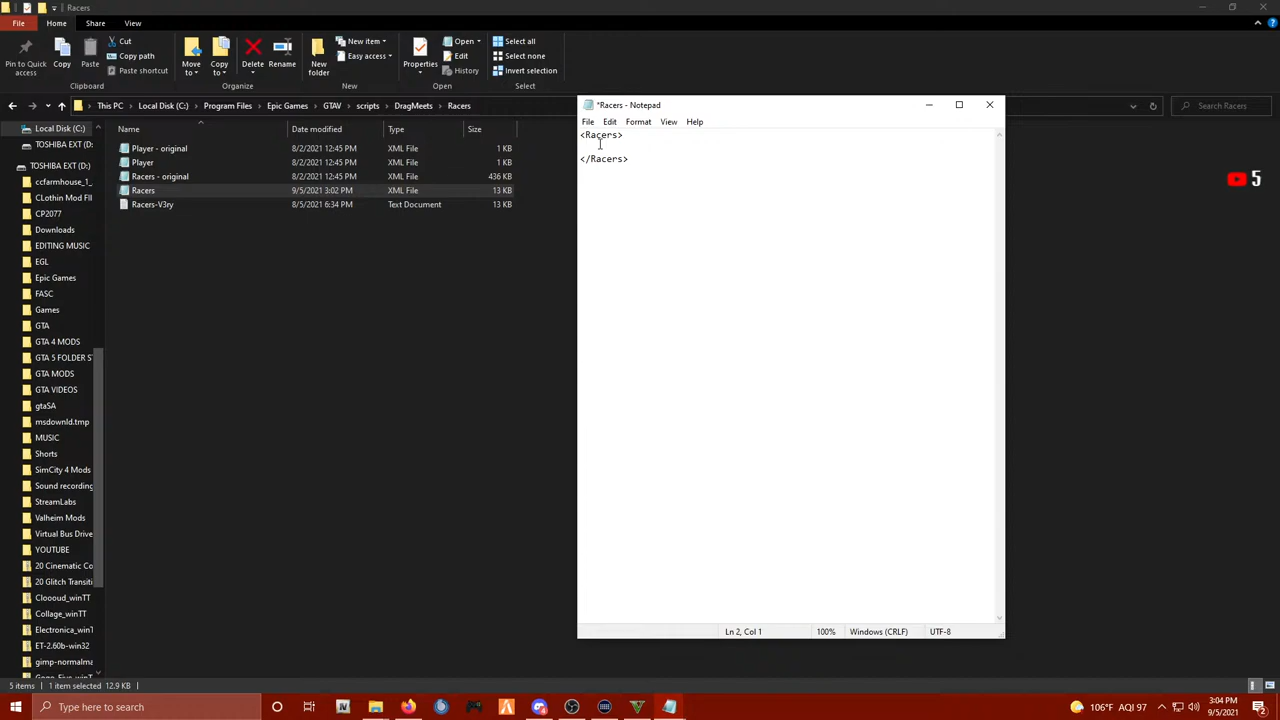 Racers
File
Home
Share
View
Pin to Quick access
Copy
Paste
Cut
Copy path
Paste shortcut
Clipboard
Move to
Copy to
Delete
Rename
Organize
New folder
New item
Easy access
New
Properties
Open
Edit
History
Open
Select all
Select none
Invert selection
Select
This PC > Local Disk (C:) > Program Files > Epic Games > GTAV > scripts > DragMeets > Racers
Search Racers
Name Date modified Type Size
Player - original 8/2/2021 12:45 PM XML File 1 KB
Player 8/2/2021 12:45 PM XML File 1 KB
Racers - original 8/2/2021 12:45 PM XML File 436 KB
Racers 9/5/2021 3:02 PM XML File 13 KB
Racers-V3ry 8/5/2021 6:34 PM Text Document 13 KB
Local Disk (C:)
TOSHIBA EXT (D:
TOSHIBA EXT (D:)
ccfarmhouse_1_
CLothin Mod FII
CP2077
Downloads
EDITING MUSIC
EGL
Epic Games
FASC
Games
GTA
GTA 4 MODS
GTA 5 FOLDER ST
GTA MODS
GTA VIDEOS
gtaSA
msdownld.tmp
MUSIC
Shorts
SimCity 4 Mods
Sound recording
StreamLabs
Valheim Mods
Virtual Bus Drive
YOUTUBE
20 Cinematic Co
20 Glitch Transiti
Cloooud_winTT
Collage_winTT
Electronica_winT
ET-2.60b-win32
gimp-normalma
*Racers - Notepad
File Edit Format View Help
<Racers>
</Racers>
Ln 2, Col 1 100% Windows (CRLF) UTF-8
5
5 items 1 item selected 12.9 KB
Type here to search
106°F AQI 97
3:04 PM
9/5/2021
2